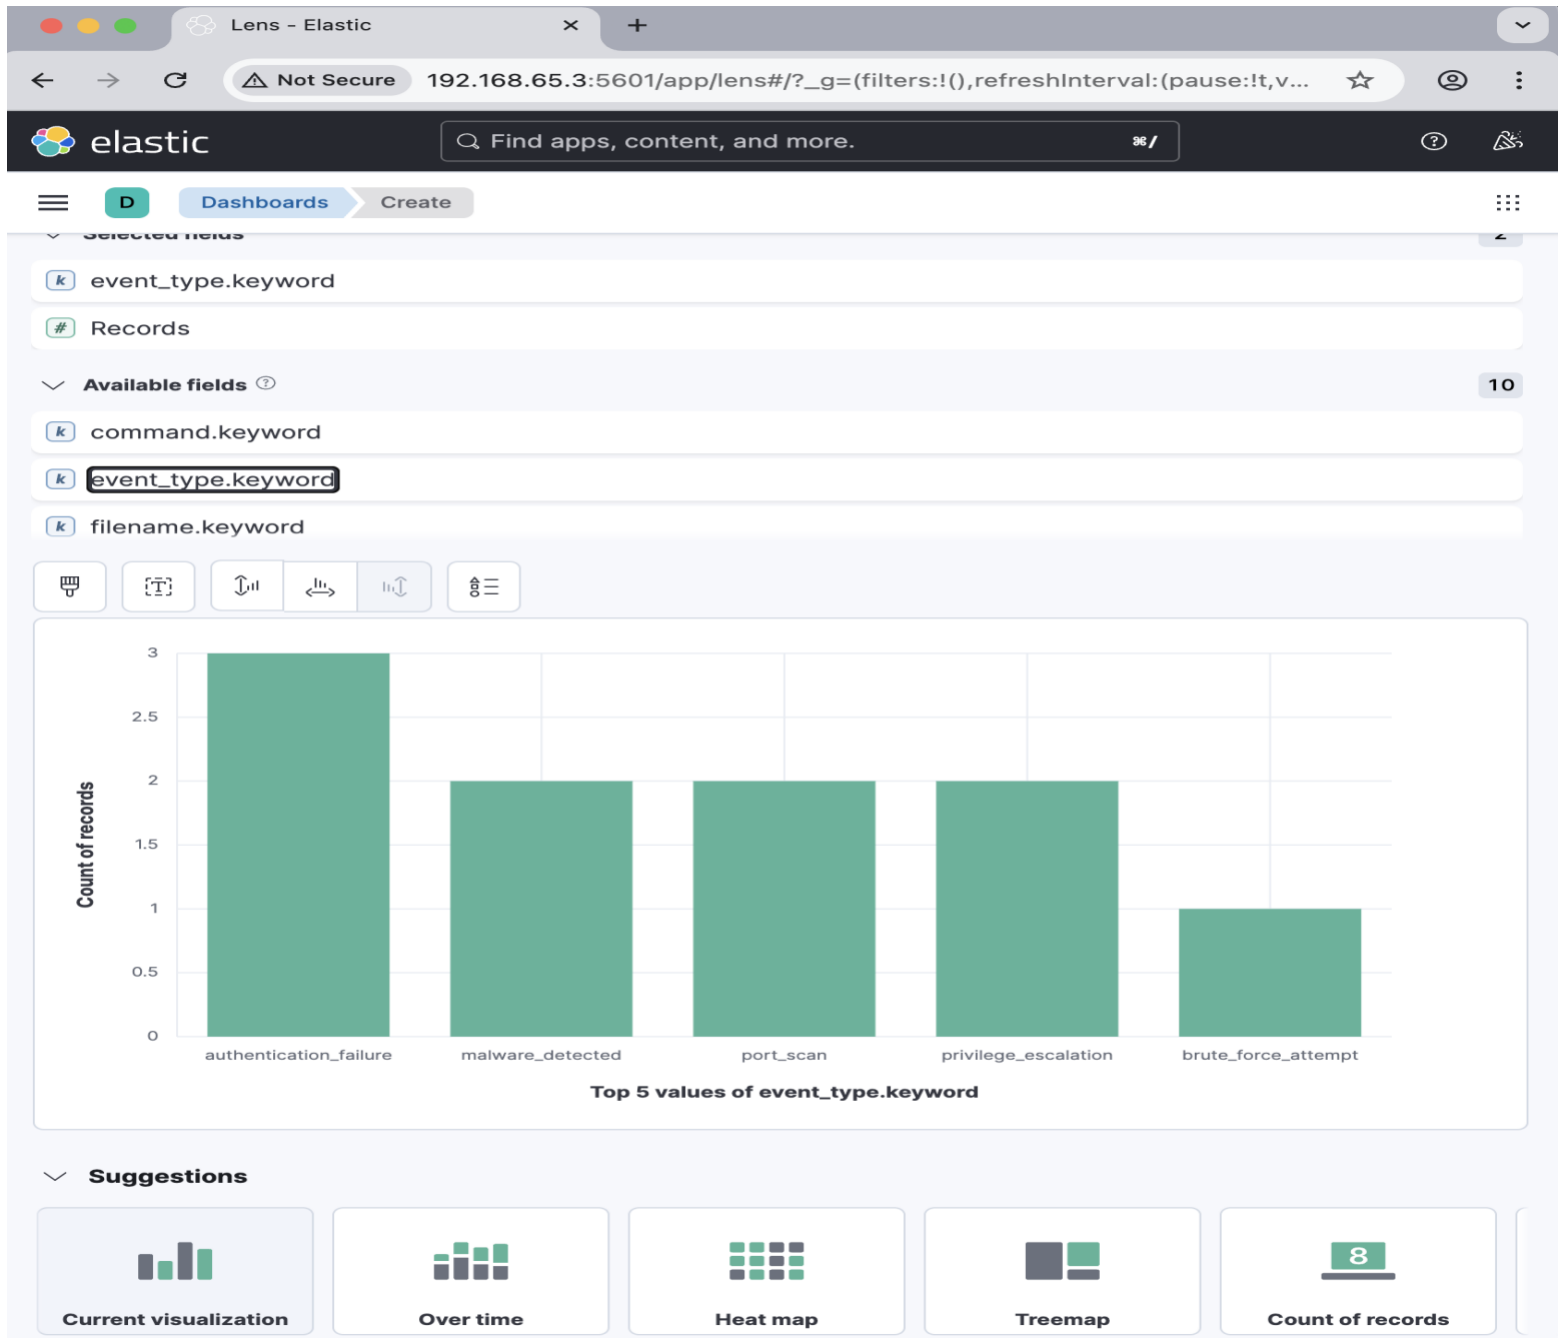 Lens - Elastic
Not Secure 192.168.65.3:5601/app/lens#/?_g=(filters:!(),refreshInterval:(pause:!t,v...
elastic
Find apps, content, and more. ⌘/
D Dashboards Create
Selected fields 2
k event_type.keyword
# Records
Available fields 10
k command.keyword
k event_type.keyword
k filename.keyword
3
2.5
2
1.5
1
0.5
0
Count of records
authentication_failure malware_detected port_scan privilege_escalation brute_force_attempt
Top 5 values of event_type.keyword
Suggestions
8
Current visualization Over time Heat map Treemap Count of records